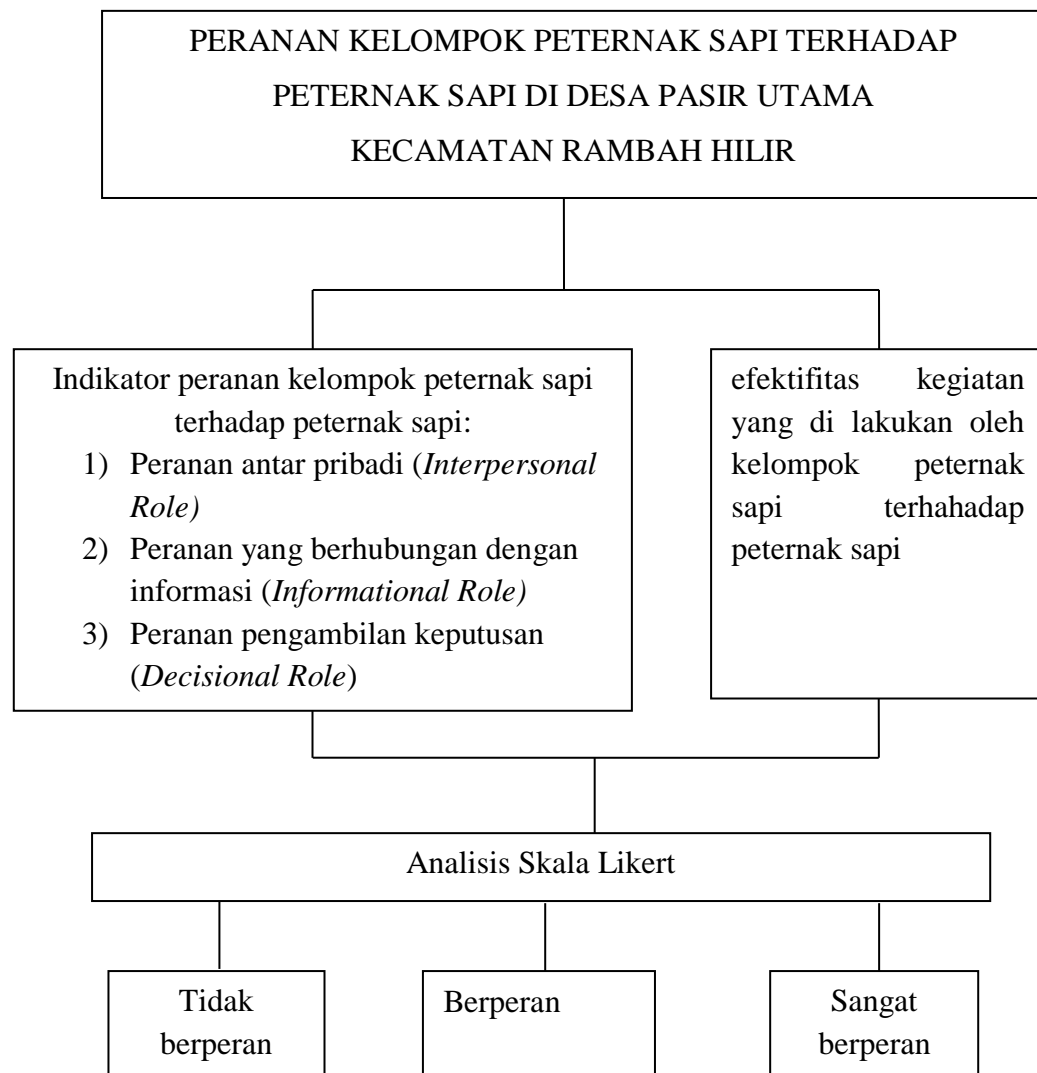 PERANAN KELOMPOK PETERNAK SAPI TERHADAP
PETERNAK SAPI DI DESA PASIR UTAMA
KECAMATAN RAMBAH HILIR
Indikator peranan kelompok peternak sapi
terhadap peternak sapi:
1) Peranan antar pribadi (Interpersonal
Role)
2) Peranan yang berhubungan dengan
informasi (Informational Role)
3) Peranan pengambilan keputusan
(Decisional Role)
efektifitas kegiatan
yang di lakukan oleh
kelompok peternak
sapi terhahadap
peternak sapi
Analisis Skala Likert
Tidak
berperan
Berperan
Sangat
berperan